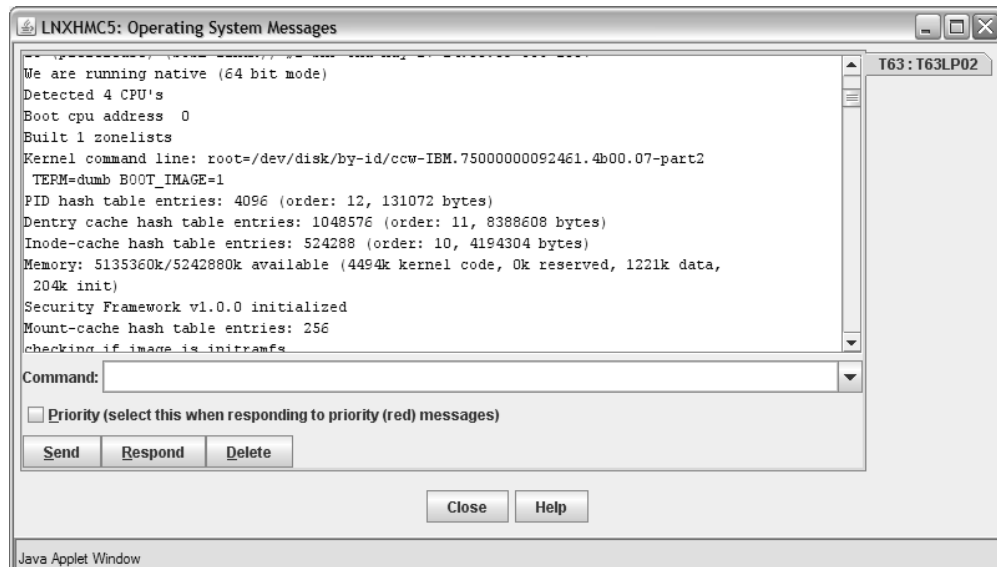 LNXHMC5: Operating System Messages
T63:T63LP02
We are running native (64 bit mode)
Detected 4 CPU's
Boot cpu address  0
Built 1 zonelists
Kernel command line: root=/dev/disk/by-id/ccw-IBM.75000000092461.4b00.07-part2
 TERM=dumb BOOT_IMAGE=1
PID hash table entries: 4096 (order: 12, 131072 bytes)
Dentry cache hash table entries: 1048576 (order: 11, 8388608 bytes)
Inode-cache hash table entries: 524288 (order: 10, 4194304 bytes)
Memory: 5135360k/5242880k available (4494k kernel code, 0k reserved, 1221k data,
 204k init)
Security Framework v1.0.0 initialized
Mount-cache hash table entries: 256
checking if image is initramfs
Command:
Priority (select this when responding to priority (red) messages)
Send Respond Delete
Close Help
Java Applet Window